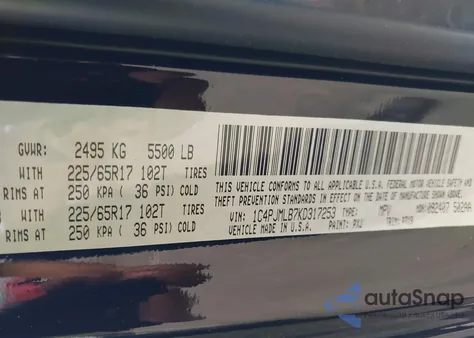 GVWR: 2495 KG 5500 LB
WITH 225/65R17 102T TIRES
RIMS AT 250 KPA ( 36 PSI) COLD
WITH 225/65R17 102T TIRES
RIMS AT 250 KPA ( 36 PSI) COLD
THIS VEHICLE CONFORMS TO ALL APPLICABLE U.S.A. FEDERAL MOTOR VEHICLE SAFETY AND
THEFT PREVENTION STANDARDS IN EFFECT ON THE DATE OF MANUFACTURE SHOWN ABOVE.
VIN: 1C4PJMLB7KD317253 TYPE: MPV
VEHICLE MADE IN U.S.A. PAINT: PXJ TRIM:
autoSnap